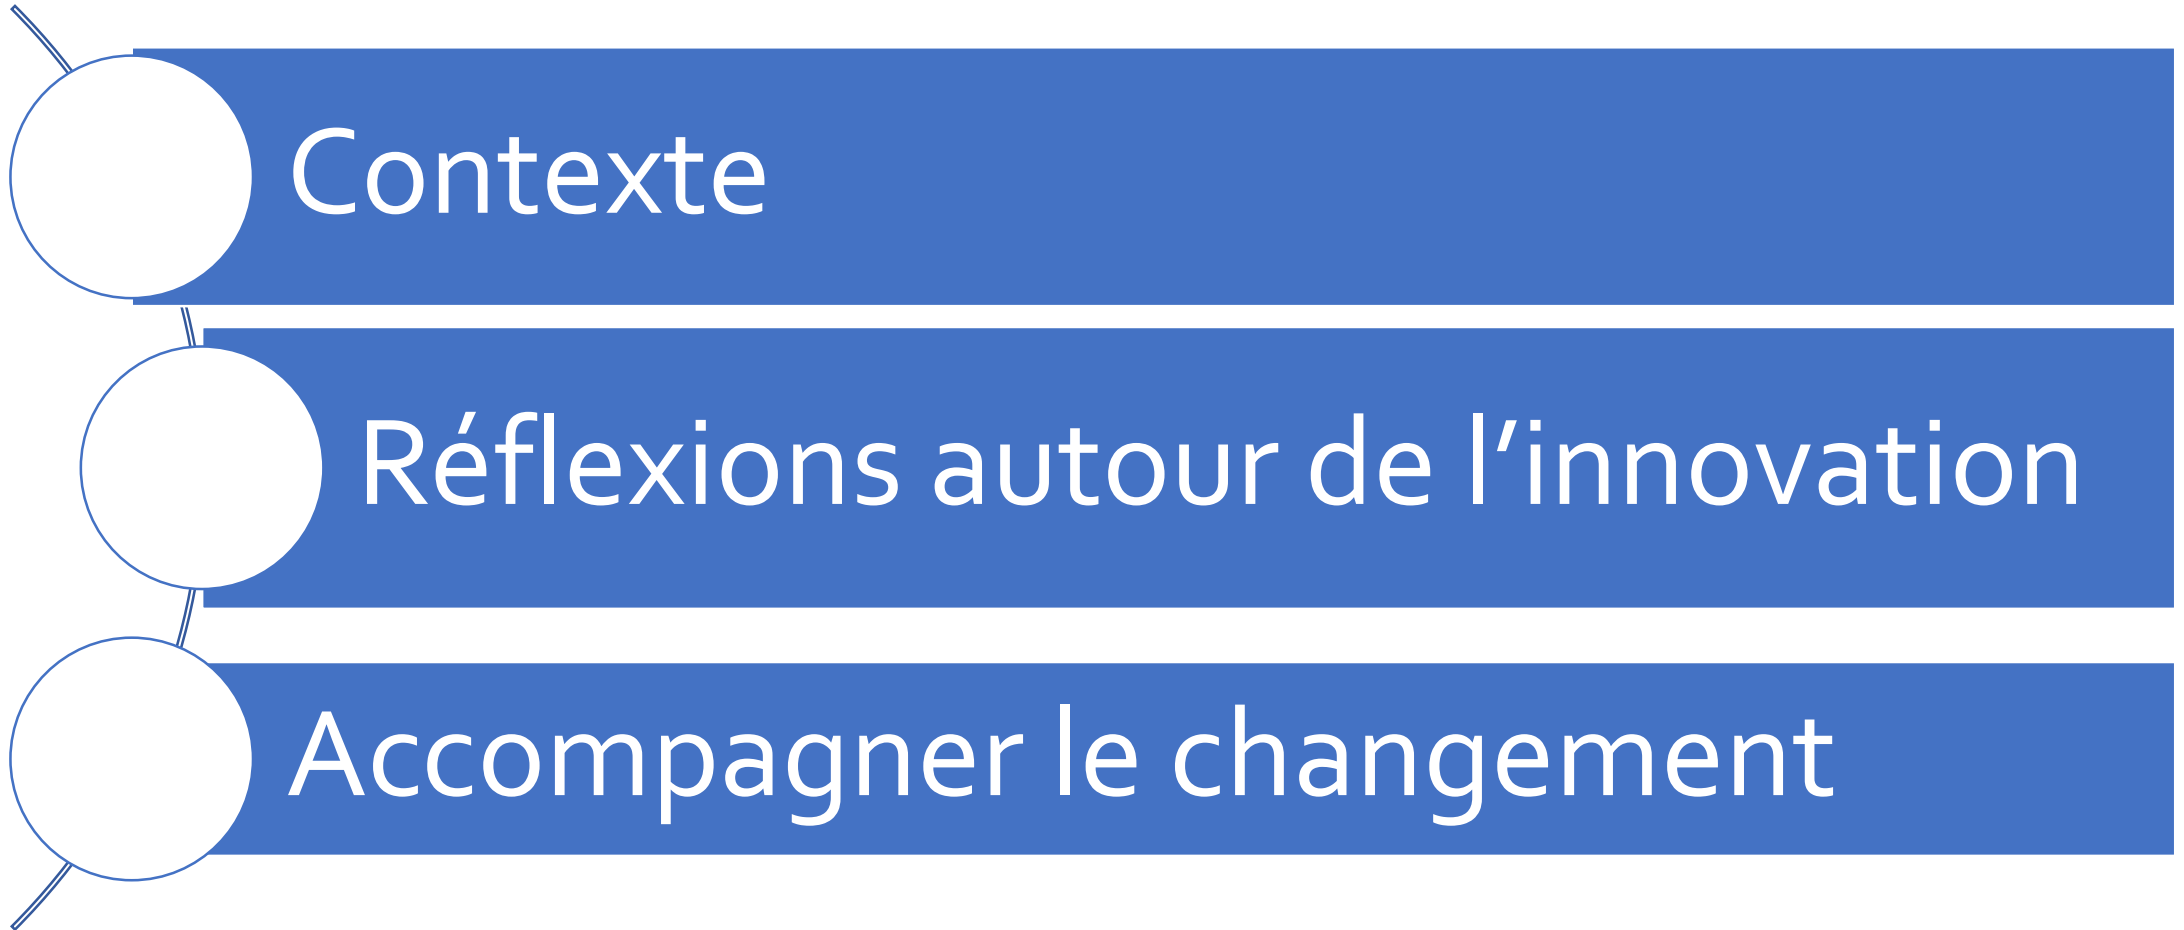 Contexte
Réflexions autour de l’innovation
Accompagner le changement